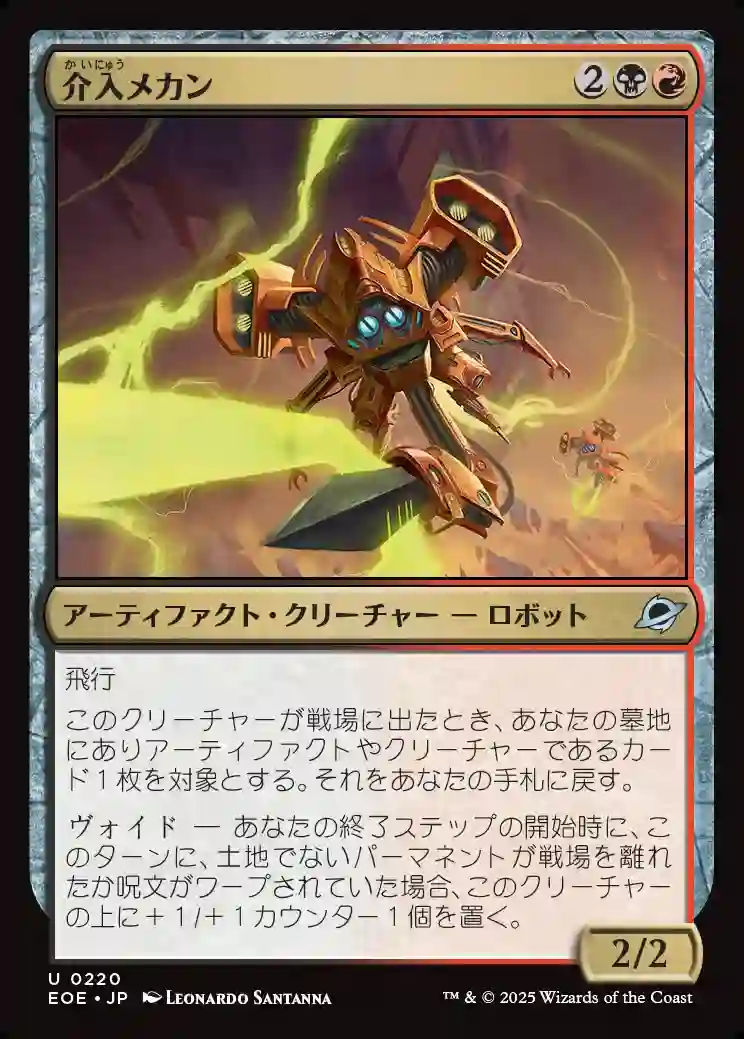 かいにゅう
介入メカン
2
アーティファクト・クリーチャー ― ロボット
飛行
このクリーチャーが戦場に出たとき、あなたの墓地
にありアーティファクトやクリーチャーであるカー
ド１枚を対象とする。それをあなたの手札に戻す。
ヴォイド ― あなたの終了ステップの開始時に、こ
のターンに、土地でないパーマネントが戦場を離れ
たか呪文がワープされていた場合、このクリーチャー
の上に＋１/＋１カウンター１個を置く。
2/2
U 0220
EOE • JP Leonardo Santanna
™ & © 2025 Wizards of the Coast